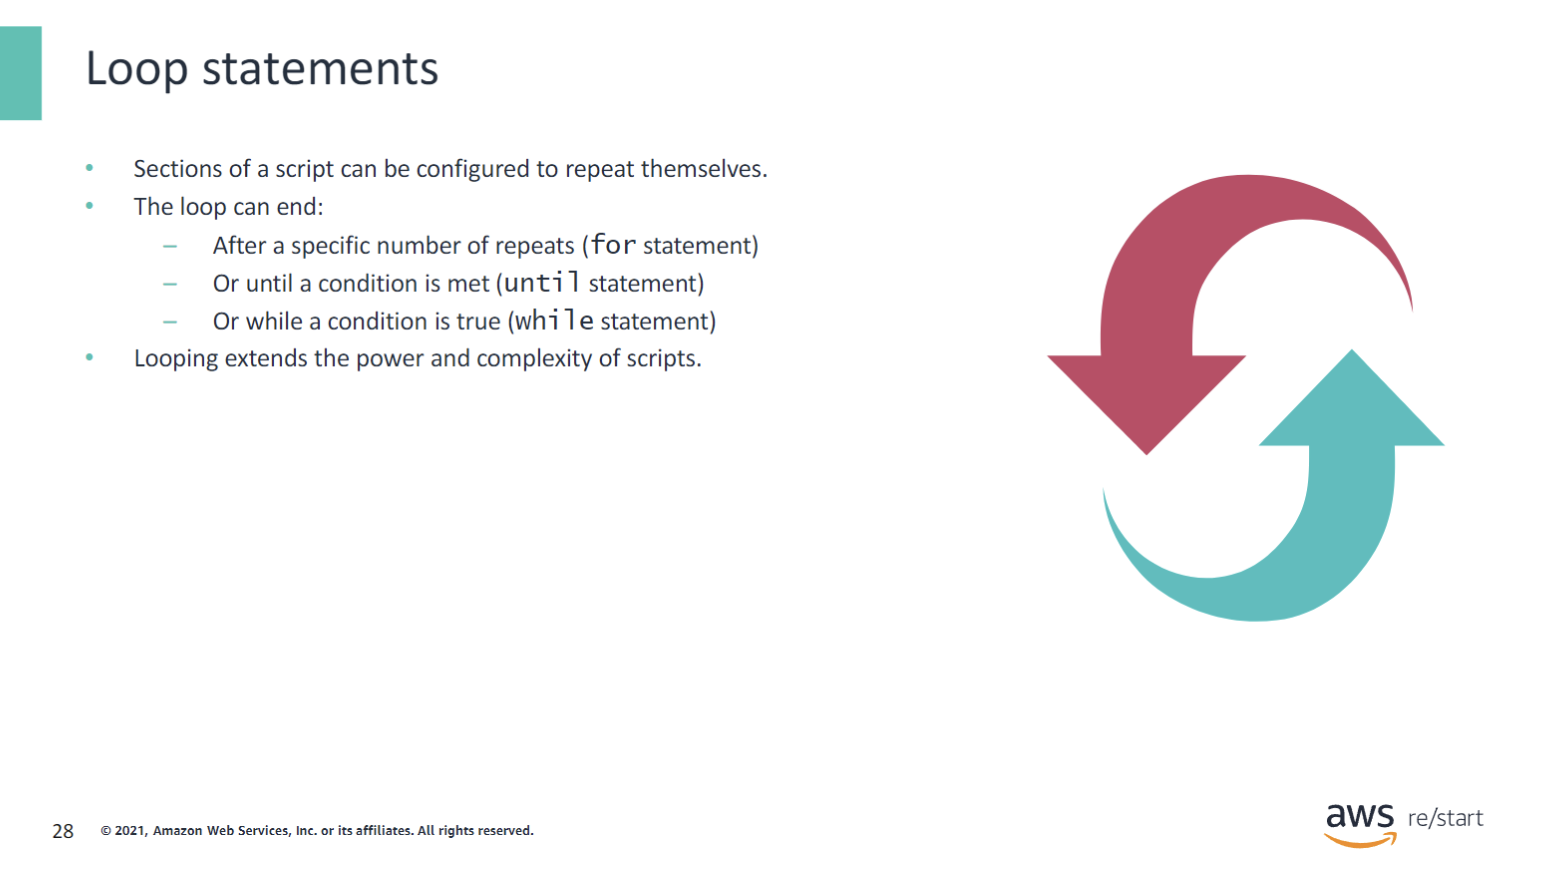 Loop statements
• Sections of a script can be configured to repeat themselves.
• The loop can end:
– After a specific number of repeats (for statement)
– Or until a condition is met (until statement)
– Or while a condition is true (while statement)
• Looping extends the power and complexity of scripts.
28 © 2021, Amazon Web Services, Inc. or its affiliates. All rights reserved.
aws re/start